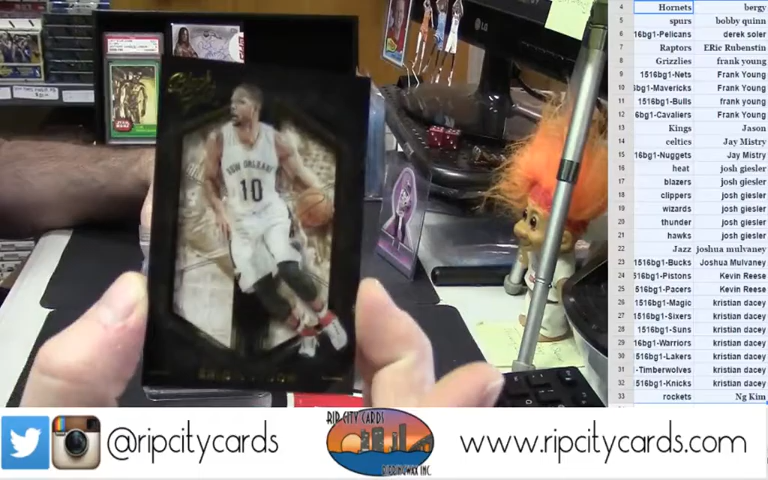 4 Hornets bergy
5 spurs bobby quinn
6 16bg1-Pelicans derek soler
7 Raptors ERic Rubenstin
8 Grizzlies frank young
9 1516bg1-Nets Frank Young
10 bg1-Mavericks Frank Young
11 1516bg1-Bulls frank young
12 6bg1-Cavaliers Frank Young
13 Kings Jason
14 celtics Jay Mistry
15 16bg1-Nuggets Jay Mistry
16 heat josh giesler
17 blazers josh giesler
18 clippers josh giesler
19 wizards josh giesler
20 thunder josh giesler
21 hawks josh giesler
22 Jazz joshua mulvaney
23 1516bg1-Bucks Joshua Mulvaney
24 516bg1-Pistons Kevin Reese
25 516bg1-Pacers Kevin Reese
26 516bg1-Magic kristian dacey
27 1516bg1-Sixers kristian dacey
28 1516bg1-Suns kristian dacey
29 16bg1-Warriors kristian dacey
30 516bg1-Lakers kristian dacey
31 1-Timberwolves kristian dacey
32 516bg1-Knicks kristian dacey
33 rockets Ng Kim
LG
NEW ORLEANS
10
@ripcitycards
RIP CITY CARDS
RIPPINGWAX INC.
www.ripcitycards.com